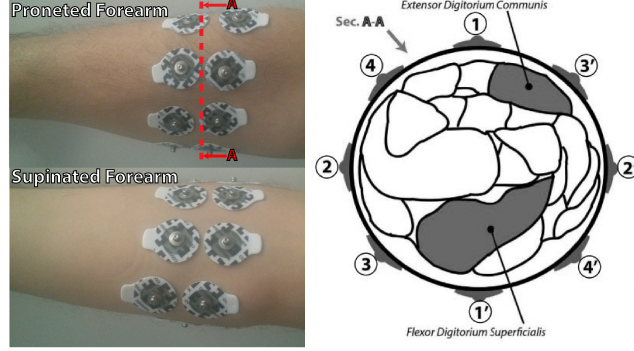 Proneted Forearm
A
A
Supinated Forearm
Extensor Digitorium Communis
Sec. A-A
1
4
3'
2
2
3
4'
1'
Flexor Digitorium Superficialis